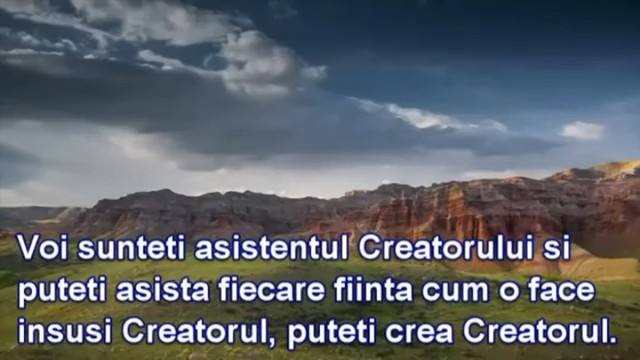 Voi sunteti asistentul Creatorului si
puteti asista fiecare fiinta cum o face
insusi Creatorul, puteti crea Creatorul.